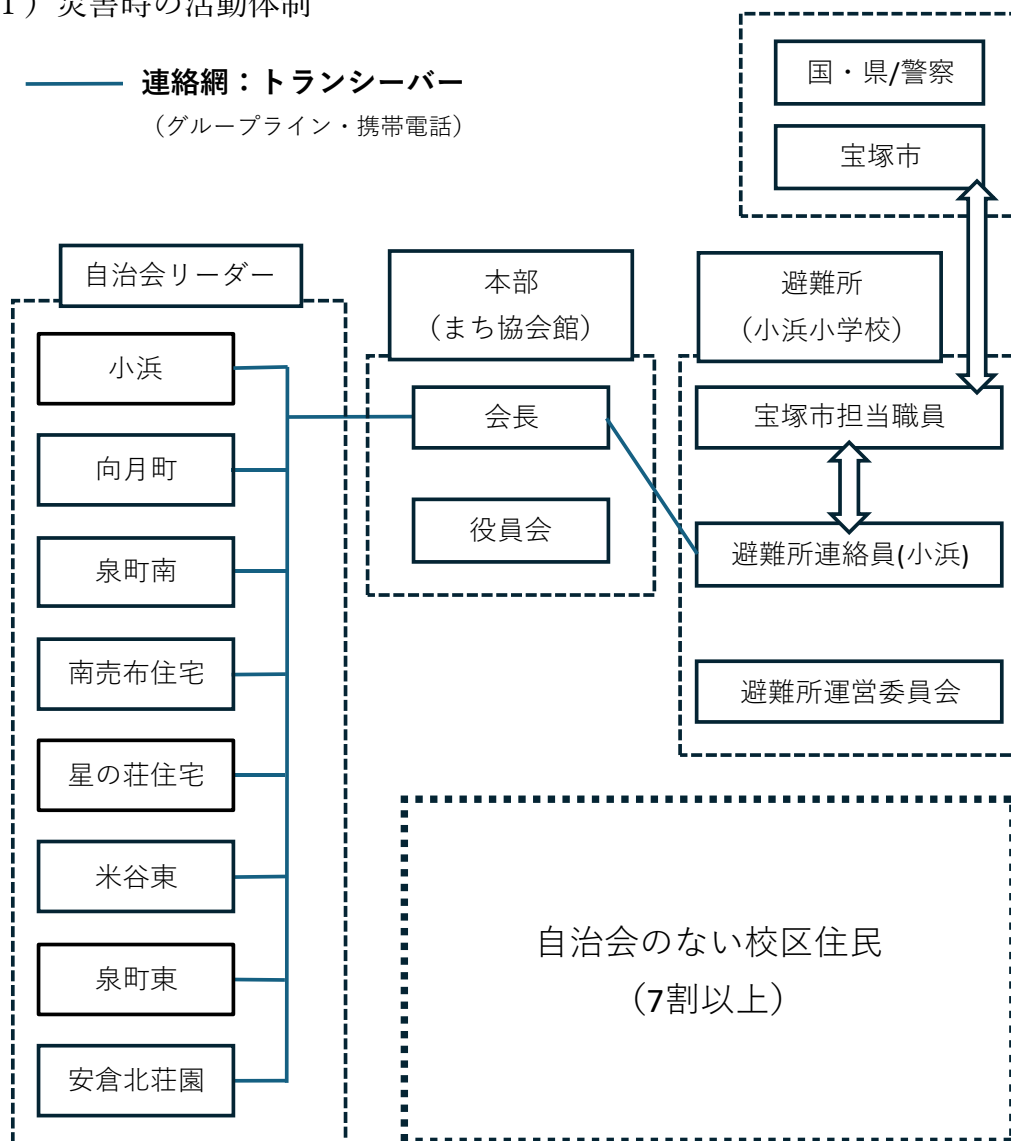 １）災害時の活動体制
連絡網：トランシーバー
（グループライン・携帯電話）
国・県/警察
宝塚市
自治会リーダー
小浜
向月町
泉町南
南売布住宅
星の荘住宅
米谷東
泉町東
安倉北荘園
本部
（まち協会館）
会長
役員会
避難所
（小浜小学校）
宝塚市担当職員
避難所連絡員(小浜)
避難所運営委員会
自治会のない校区住民
（7割以上）